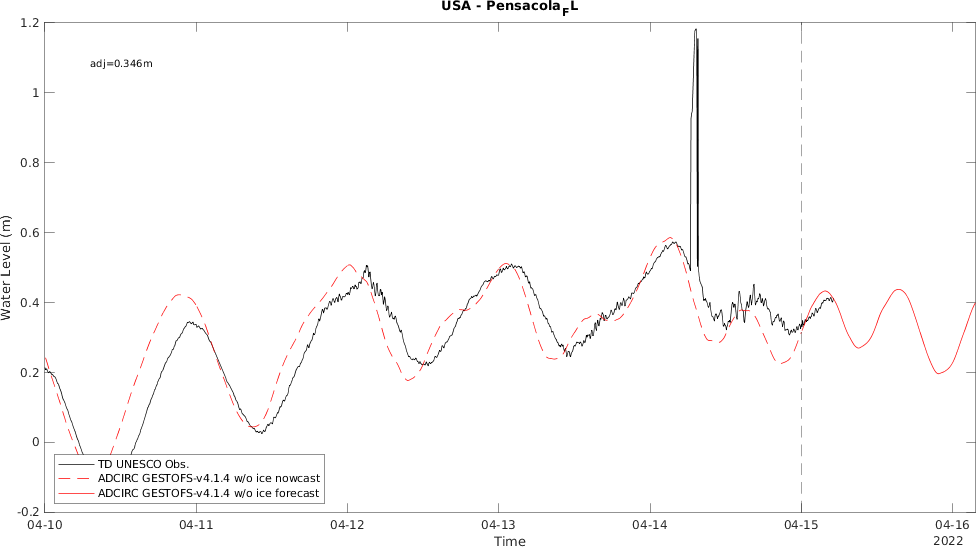 USA - Pensacola_FL
1.2
adj=0.346m
1
0.8
0.6
0.4
0.2
0
-0.2
Water Level (m)
TD UNESCO Obs.
ADCIRC GESTOFS-v4.1.4 w/o ice nowcast
ADCIRC GESTOFS-v4.1.4 w/o ice forecast
04-10 04-11 04-12 04-13 04-14 04-15 04-16
Time
2022